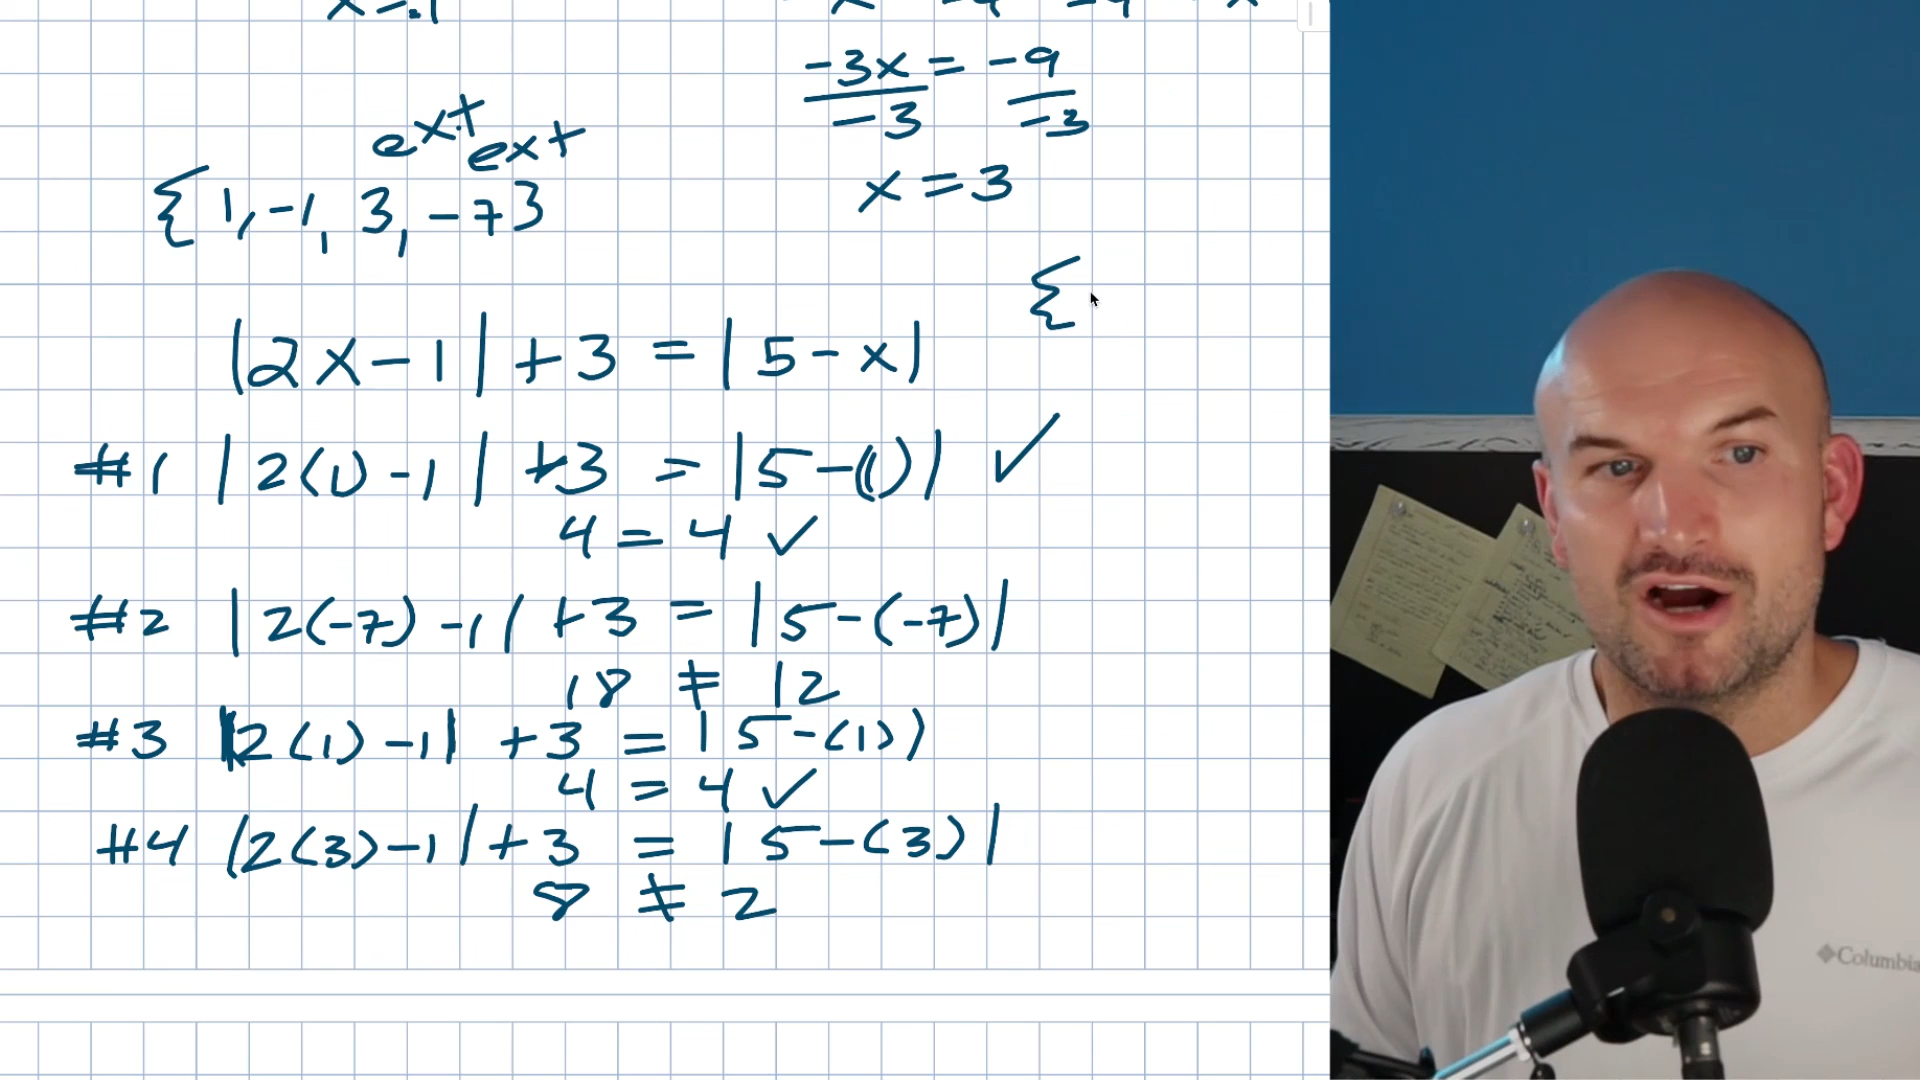 -3x = -9
-3 -3
ext
ext
{ 1, -1, 3, -7}
x = 3
{
|2x - 1| + 3 = | 5 - x|
#1 | 2(1) - 1 | +3 = |5 - (1)| ✓
4 = 4 ✓
#2 | 2(-7) - 1 | + 3 = | 5 - (-7)|
18 ≠ 12
#3 |2 (1) - 1| + 3 = | 5 - (1)|
4 = 4 ✓
#4 |2(3) - 1 | + 3 = | 5 - (3)|
8 ≠ 2
Columbia